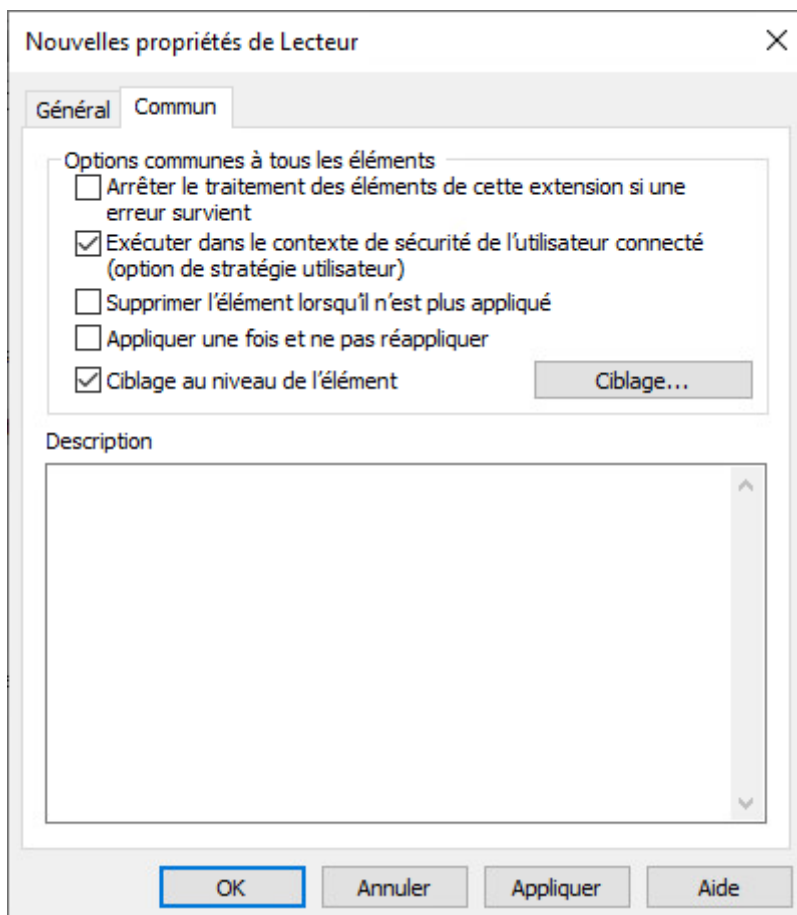 Nouvelles propriétés de Lecteur
Général
Commun
Options communes à tous les éléments
Arrêter le traitement des éléments de cette extension si une
erreur survient
Exécuter dans le contexte de sécurité de l'utilisateur connecté
(option de stratégie utilisateur)
Supprimer l'élément lorsqu'il n'est plus appliqué
Appliquer une fois et ne pas réappliquer
Ciblage au niveau de l'élément
Ciblage...
Description
OK
Annuler
Appliquer
Aide